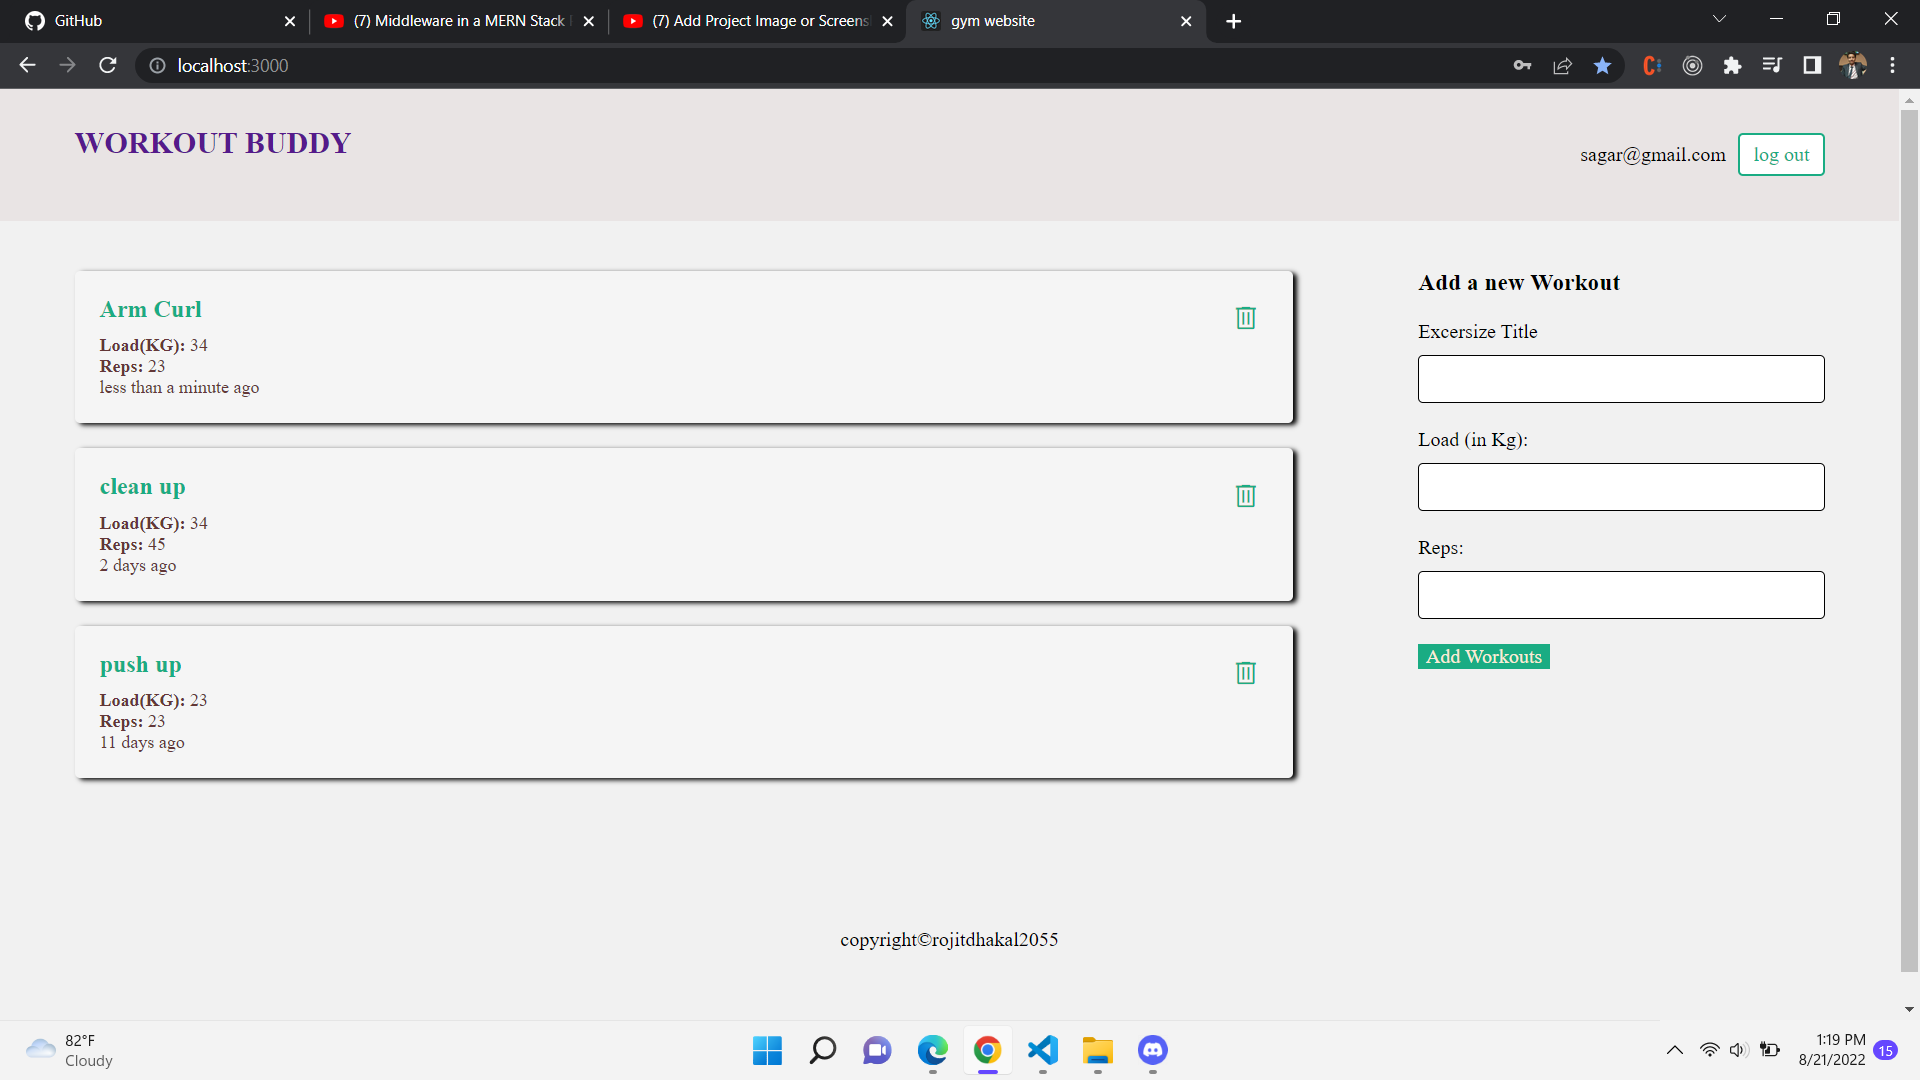 GitHub
(7) Middleware in a MERN Stack
(7) Add Project Image or Screens
gym website
localhost:3000
WORKOUT BUDDY
sagar@gmail.com
log out
Arm Curl
Load(KG): 34
Reps: 23
less than a minute ago
clean up
Load(KG): 34
Reps: 45
2 days ago
push up
Load(KG): 23
Reps: 23
11 days ago
Add a new Workout
Excersize Title
Load (in Kg):
Reps:
Add Workouts
copyright©rojitdhakal2055
82°F
Cloudy
1:19 PM
8/21/2022
15